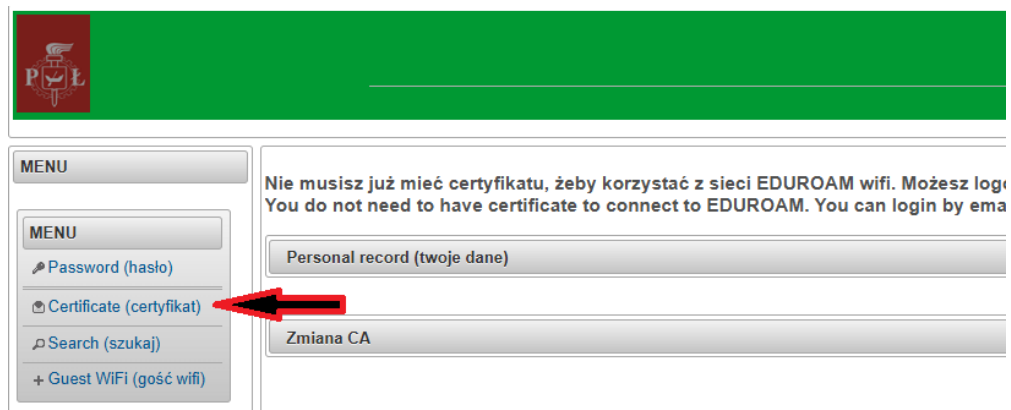 P Ł
MENU
MENU
Password (hasło)
Certificate (certyfikat)
Search (szukaj)
Guest WiFi (gość wifi)
Nie musisz już mieć certyfikatu, żeby korzystać z sieci EDUROAM wifi. Możesz logo
You do not need to have certificate to connect to EDUROAM. You can login by ema
Personal record (twoje dane)
Zmiana CA